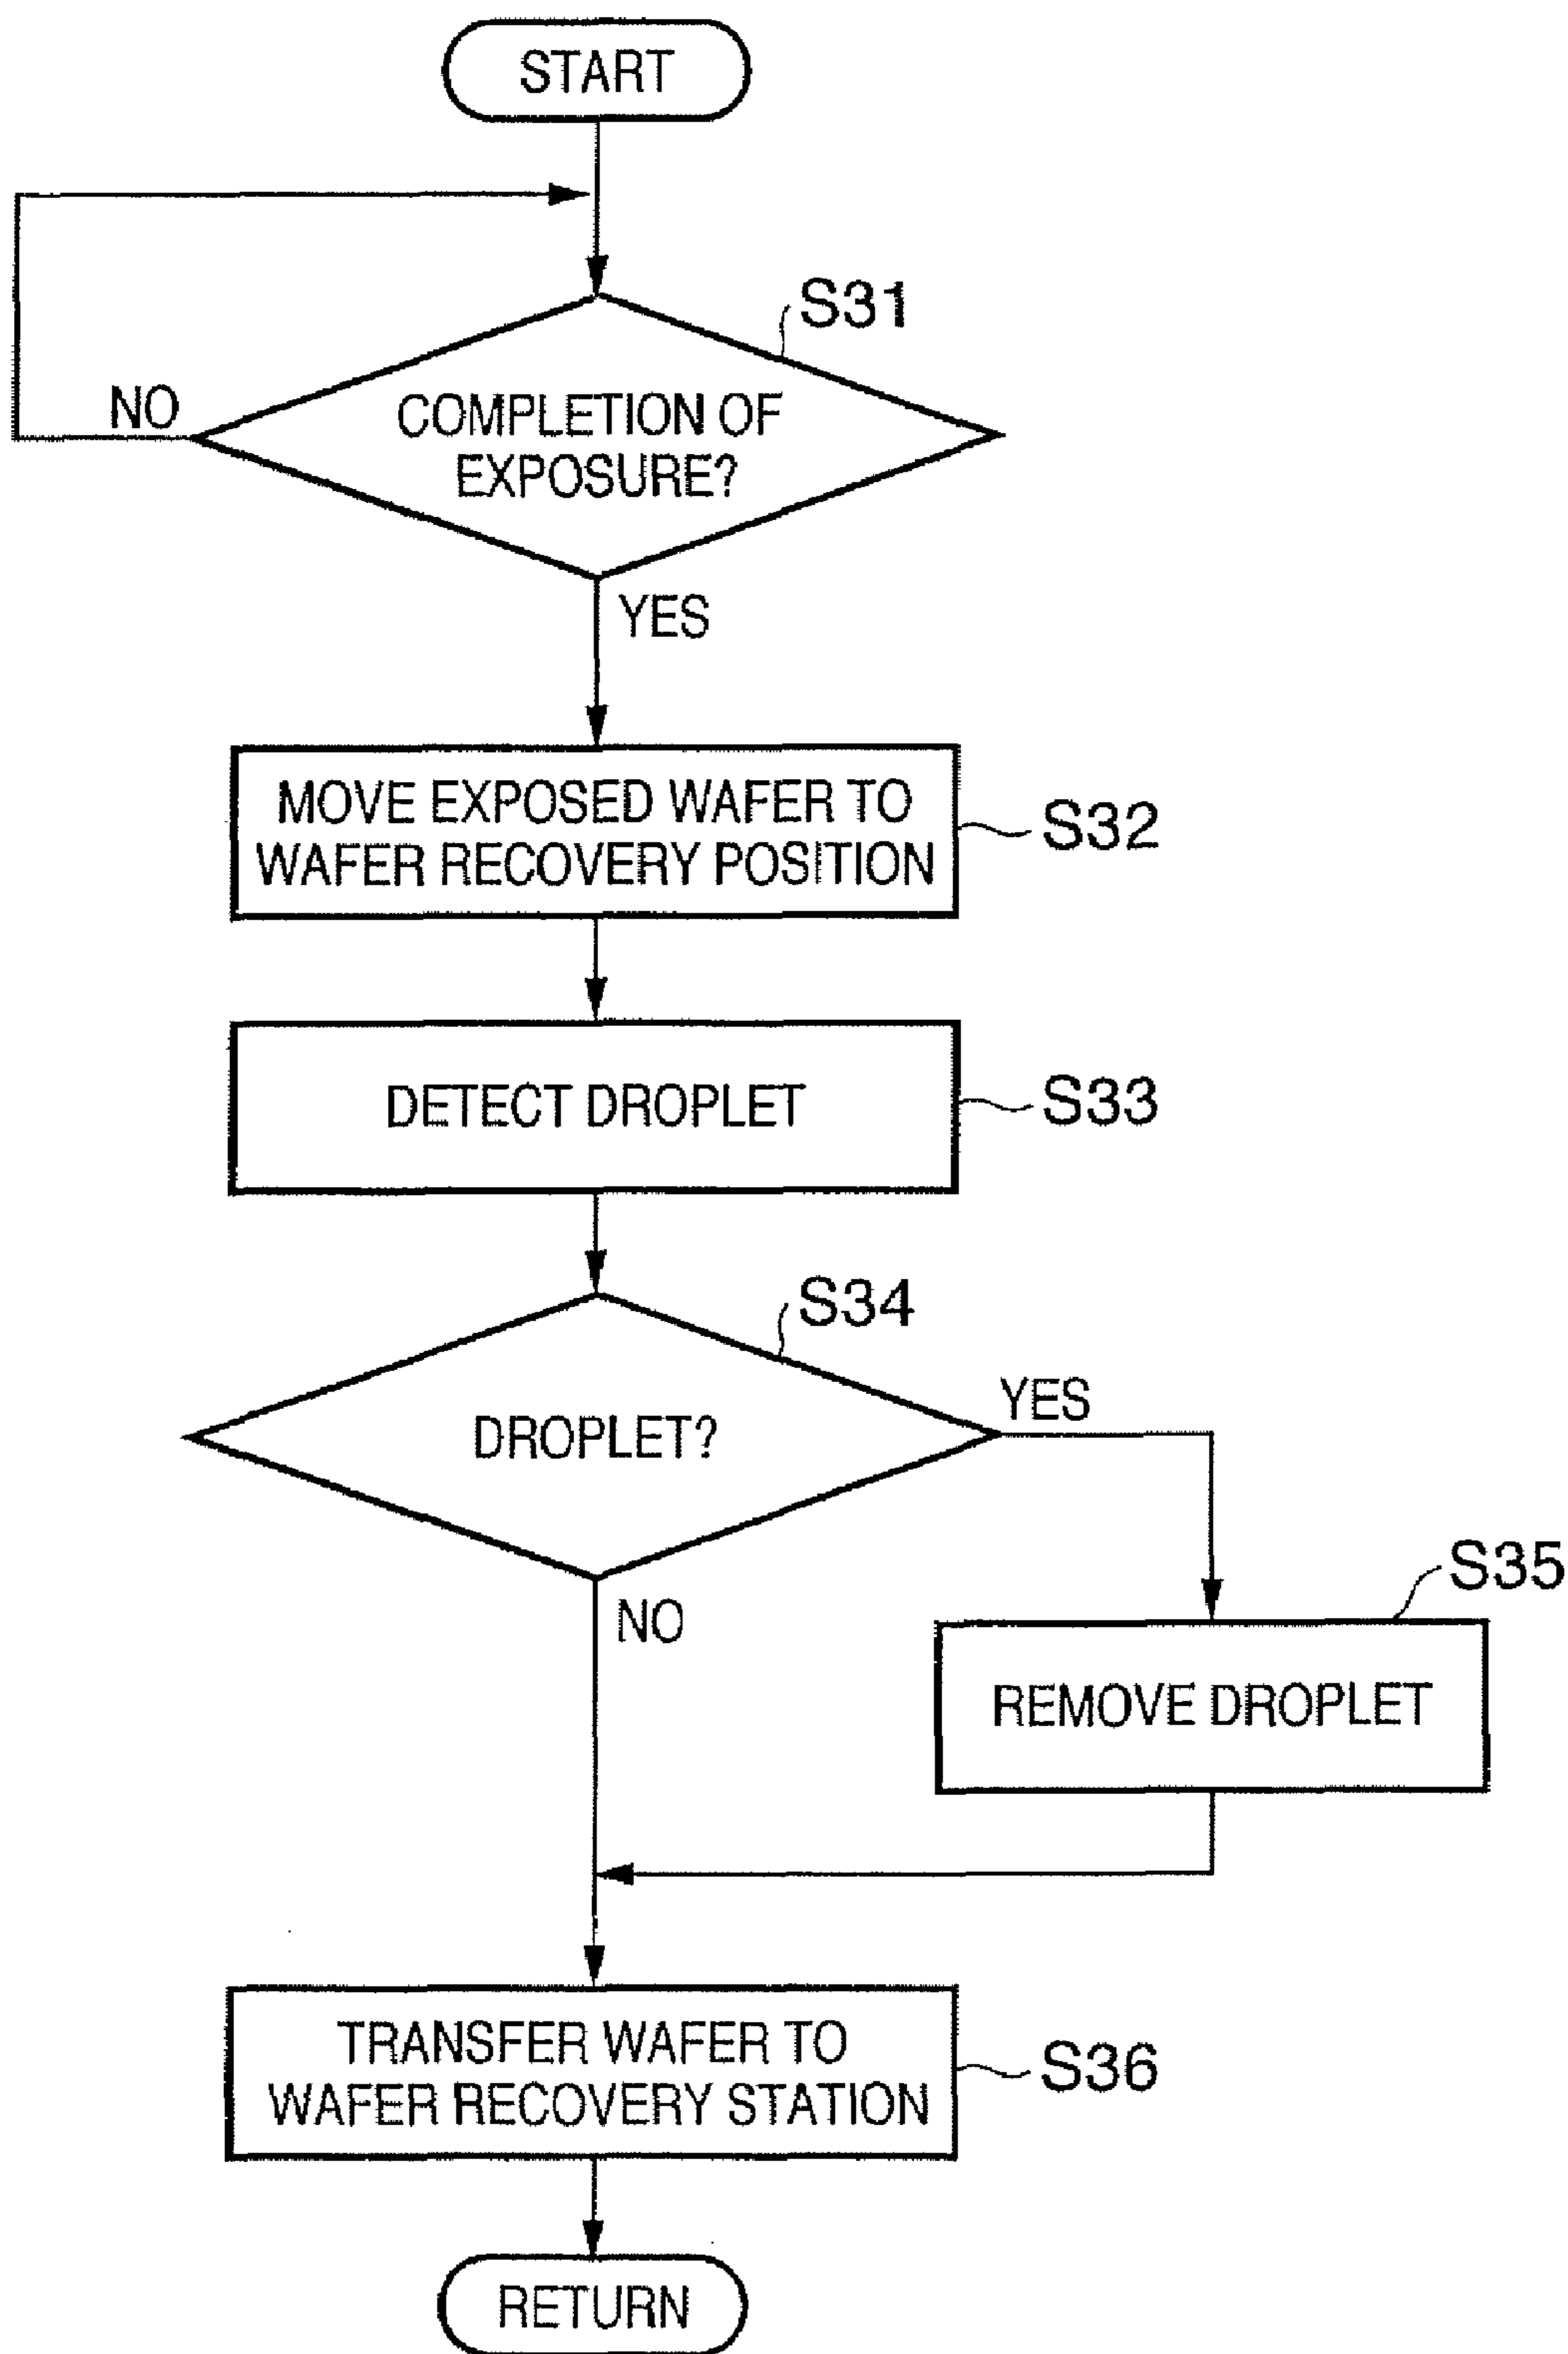 START
S31
NO
COMPLETION OF
EXPOSURE?
YES
MOVE EXPOSED WAFER TO
WAFER RECOVERY POSITION
S32
DETECT DROPLET
S33
S34
YES
DROPLET?
S35
NO
REMOVE DROPLET
TRANSFER WAFER TO
WAFER RECOVERY STATION
S36
RETURN